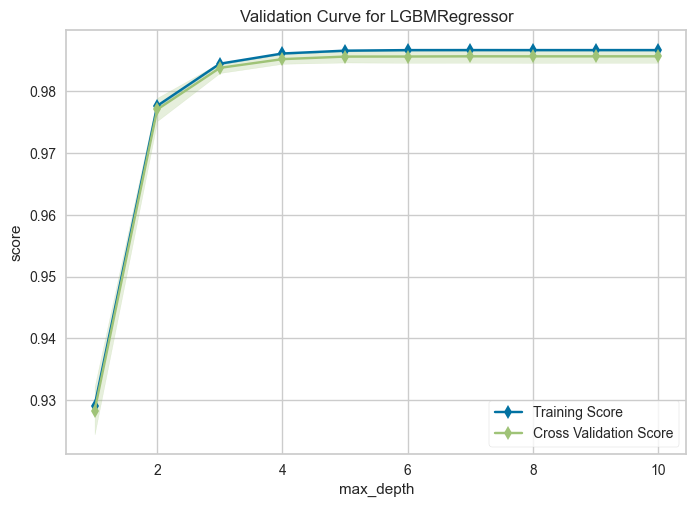 Validation Curve for LGBMRegressor
score
0.98
0.97
0.96
0.95
0.94
0.93
Training Score
Cross Validation Score
2
4
6
8
10
max_depth